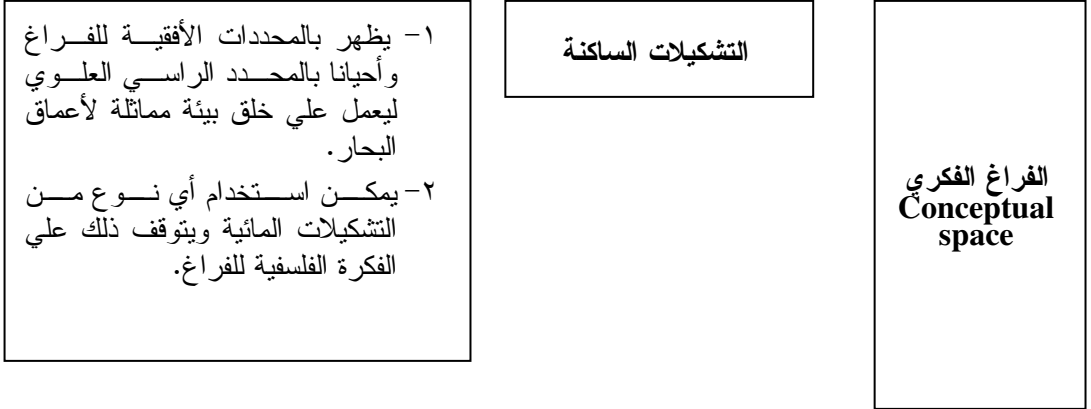 الفراغ الفكري
Conceptual
space
التشكيلات الساكنة
١- يظهر بالمحددات الأفقية للفراغ
وأحيانا بالمحدد الراسي العلوي
ليعمل علي خلق بيئة مماثلة لأعماق
البحار.
٢- يمكن استخدام أي نوع من
التشكيلات المائية ويتوقف ذلك علي
الفكرة الفلسفية للفراغ.